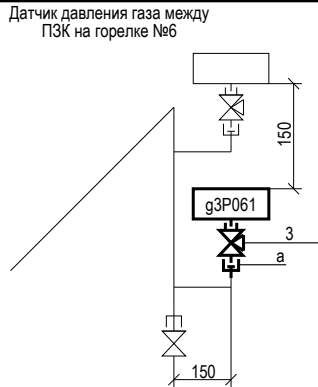 Датчик давления газа между
ПЗК на горелке №6
150
g3P061
3
а
150